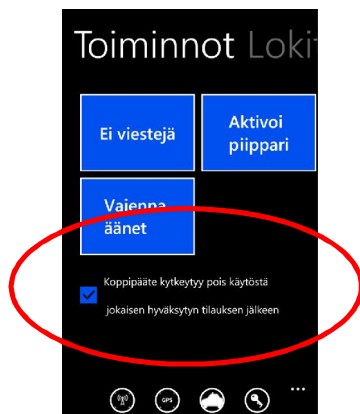 Toiminnot Loki
Ei viestejä
Aktivoi
piippari
Vaienna
äänet
Koppipääte kytkeytyy pois käytöstä
jokaisen hyväksytyn tilauksen jälkeen
GPS